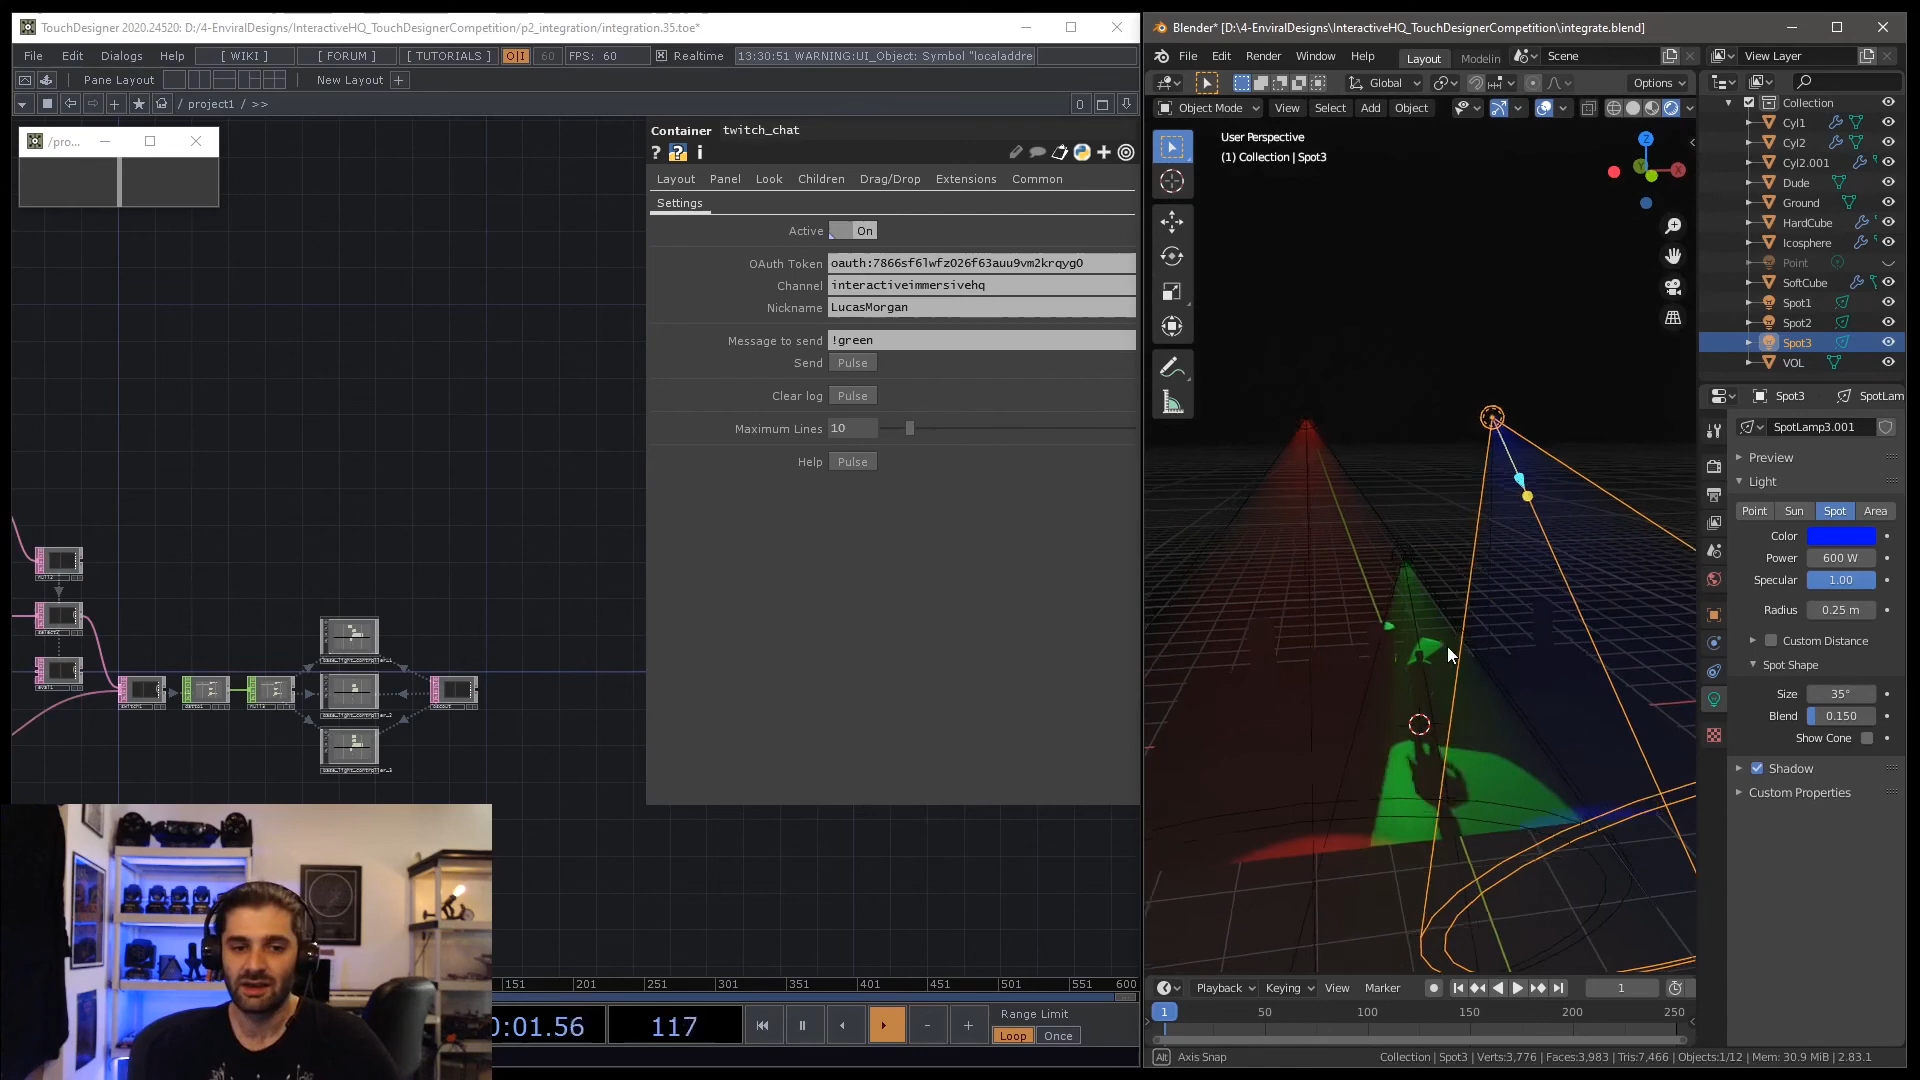 TouchDesigner 2020.24520: D:/4-EnviralDesigns/InteractiveHQ_TouchDesignerCompetition/p2_integration/integration.35.toe*
File Edit Dialogs Help [ WIKI ] [ FORUM ] [ TUTORIALS ] O|I 60 FPS: 60 Realtime 13:30:51 WARNING:UI_Object: Symbol "localaddre
Pane Layout New Layout +
/ project1 / >> 0
/pro...
Container twitch_chat
? ? i
Layout Panel Look Children Drag/Drop Extensions Common
Settings
Active On
OAuth Token oauth:7866sf6lwfz026f63auu9vm2krqyg0
Channel interactiveimmersivehq
Nickname LucasMorgan
Message to send !green
Send Pulse
Clear log Pulse
Maximum Lines 10
Help Pulse
151 201 251 301 351 401 451 501 551 600
0:01.56 117
Range Limit
Loop Once
Blender* [D:\4-EnviralDesigns\InteractiveHQ_TouchDesignerCompetition\integrate.blend]
File Edit Render Window Help Layout Modelin Scene View Layer
Global Options
Object Mode View Select Add Object
User Perspective
(1) Collection | Spot3
Z
Y
X
Collection
Cyl1
Cyl2
Cyl2.001
Dude
Ground
HardCube
Icosphere
Point
SoftCube
Spot1
Spot2
Spot3
VOL
Spot3 SpotLam
SpotLamp3.001
Preview
Light
Point Sun Spot Area
Color
Power 600 W
Specular 1.00
Radius 0.25 m
Custom Distance
Spot Shape
Size 35°
Blend 0.150
Show Cone
Shadow
Custom Properties
Playback Keying View Marker 1
1 50 100 150 200 250
Alt Axis Snap Collection | Spot3 | Verts:3,776 | Faces:3,983 | Tris:7,466 | Objects:1/12 | Mem: 30.9 MiB | 2.83.1